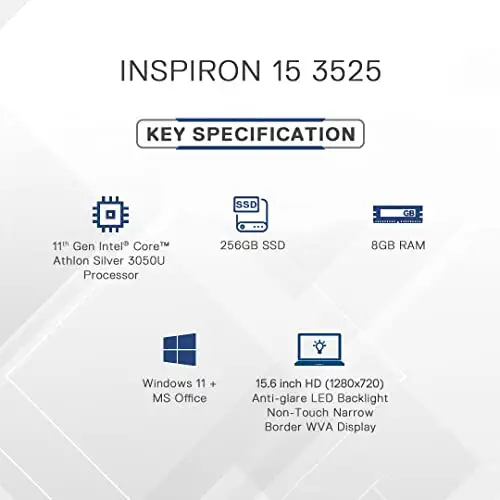 INSPIRON 15 3525
KEY SPECIFICATION
SSD
GB
11th Gen Intel® Core™
Athlon Silver 3050U
Processor
256GB SSD
8GB RAM
Windows 11 +
MS Office
15.6 inch HD (1280x720)
Anti-glare LED Backlight
Non-Touch Narrow
Border WVA Display